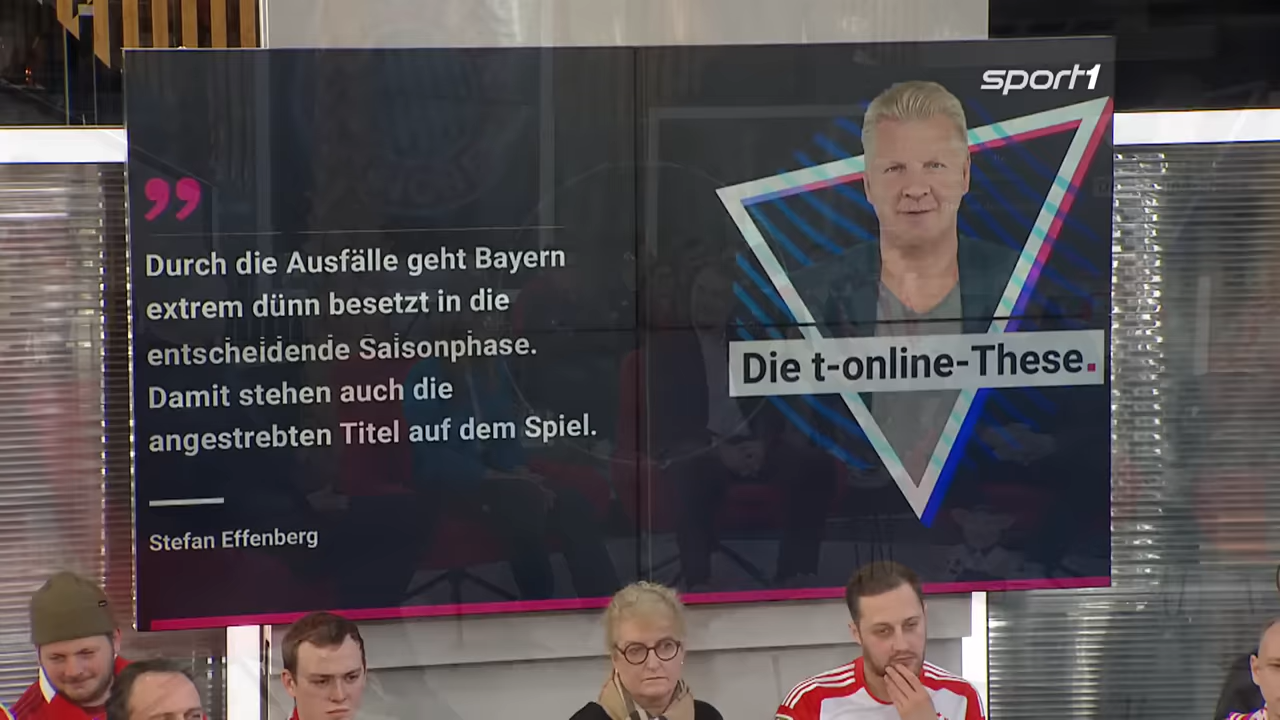 sport1
”
Durch die Ausfälle geht Bayern
extrem dünn besetzt in die
entscheidende Saisonphase.
Damit stehen auch die
angestrebten Titel auf dem Spiel.
Stefan Effenberg
Die t-online-These.